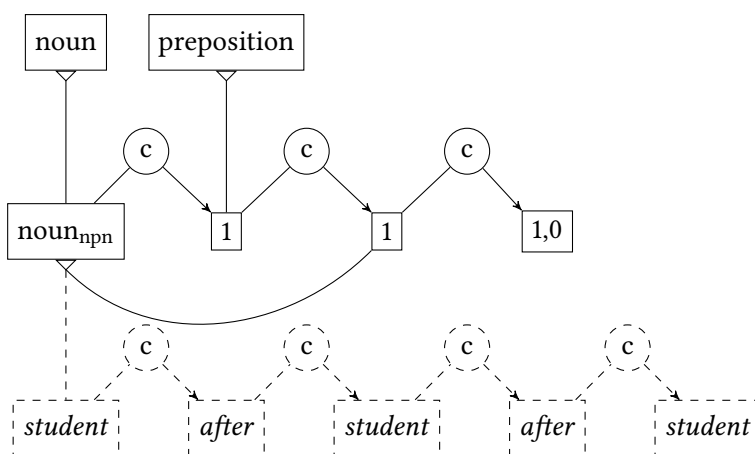 noun preposition
c c c
noun_npn 1 1 1,0
c c c c
student after student after student